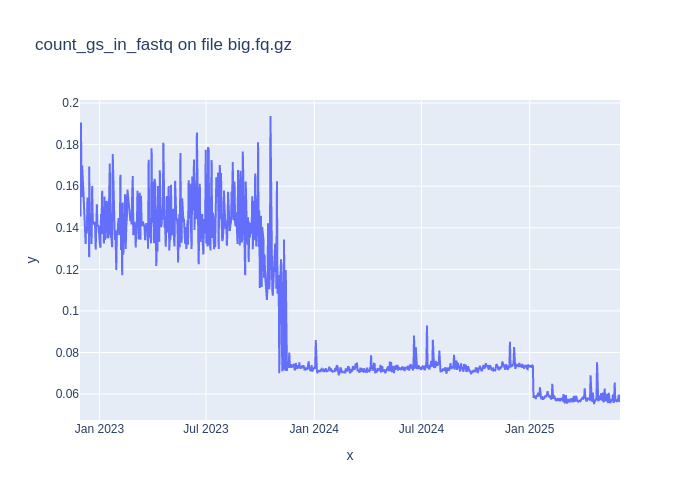 count_gs_in_fastq on file big.fq.gz
0.2
0.18
0.16
0.14
0.12
0.1
0.08
0.06
y
Jan 2023
Jul 2023
Jan 2024
Jul 2024
Jan 2025
x